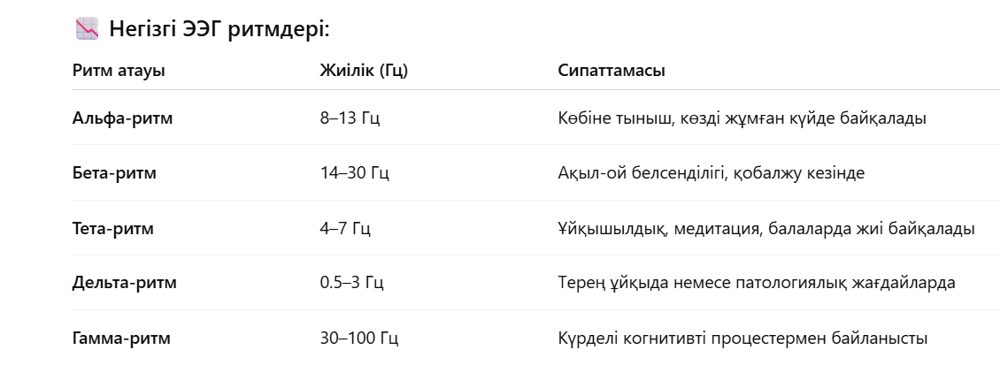 Негізгі ЭЭГ ритмдері:
Ритм атауы Жиілік (Гц) Сипаттамасы
Альфа-ритм 8–13 Гц Көбіне тыныш, көзді жұмған күйде байқалады
Бета-ритм 14–30 Гц Ақыл-ой белсенділігі, қобалжу кезінде
Тета-ритм 4–7 Гц Ұйқышылдық, медитация, балаларда жиі байқалады
Дельта-ритм 0.5–3 Гц Терең ұйқыда немесе патологиялық жағдайларда
Гамма-ритм 30–100 Гц Күрделі когнитивті процестермен байланысты